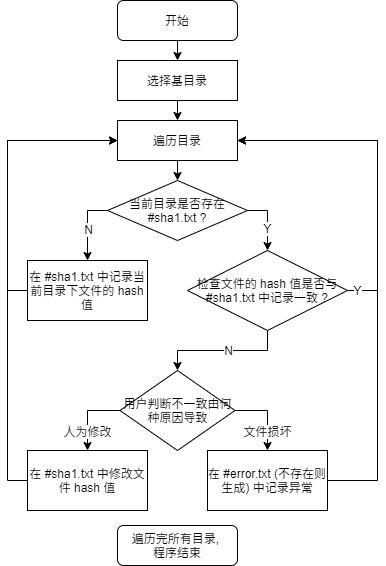 开始
选择基目录
遍历目录
当前目录是否存在
#sha1.txt？
N
Y
在 #sha1.txt 中记录当
前目录下文件的 hash
值
检查文件的 hash 值是否与
#sha1.txt 中记录一致？
Y
N
用户判断不一致由何
种原因导致
人为修改
文件损坏
在 #sha1.txt 中修改文
件 hash 值
在 #error.txt (不存在则
生成) 中记录异常
遍历完所有目录,
程序结束